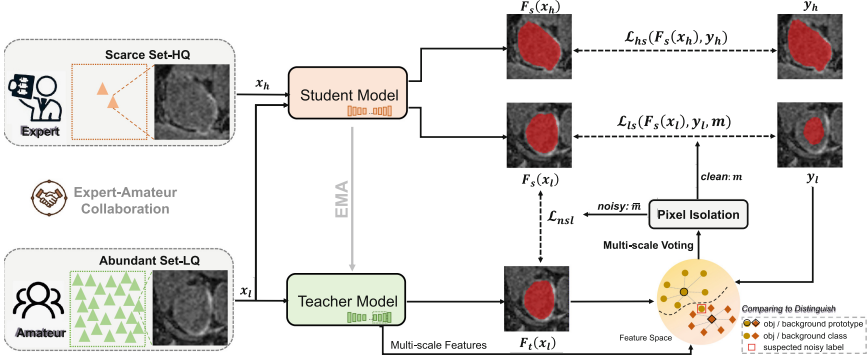 Scarce Set-HQ
Expert
x_h
Student Model
F_s(x_h)
ℒ_hs(F_s(x_h), y_h)
y_h
F_s(x_l)
ℒ_ls(F_s(x_l), y_l, m)
y_l
clean: m
noisy: m̅
Pixel Isolation
ℒ_nsl
Multi-scale Voting
EMA
Expert-Amateur
Collaboration
Abundant Set-LQ
Amateur
x_l
Teacher Model
Multi-scale Features
F_t(x_l)
Feature Space
Comparing to Distinguish
obj / background prototype
obj / background class
suspected noisy label